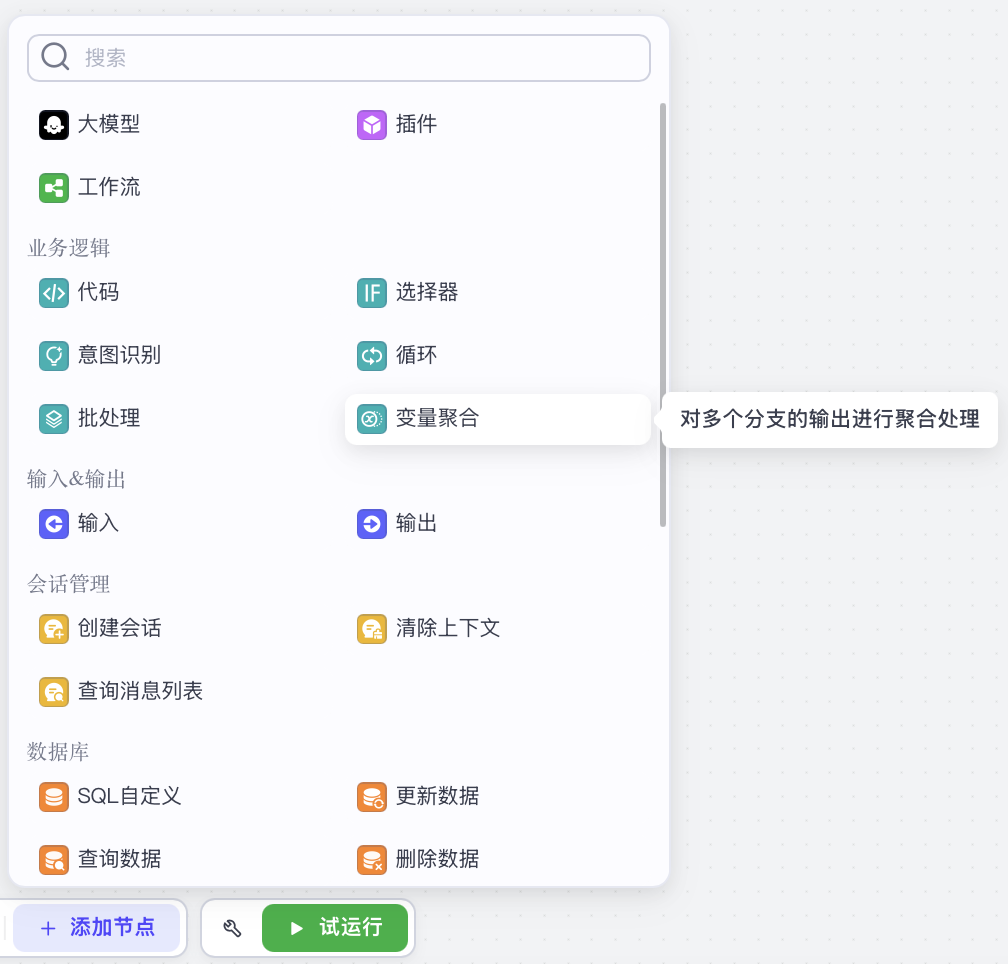 搜索
大模型
插件
工作流
业务逻辑
代码
IF
选择器
意图识别
循环
批处理
变量聚合
对多个分支的输出进行聚合处理
输入&输出
输入
输出
会话管理
创建会话
清除上下文
查询消息列表
数据库
SQL自定义
更新数据
查询数据
删除数据
添加节点
试运行